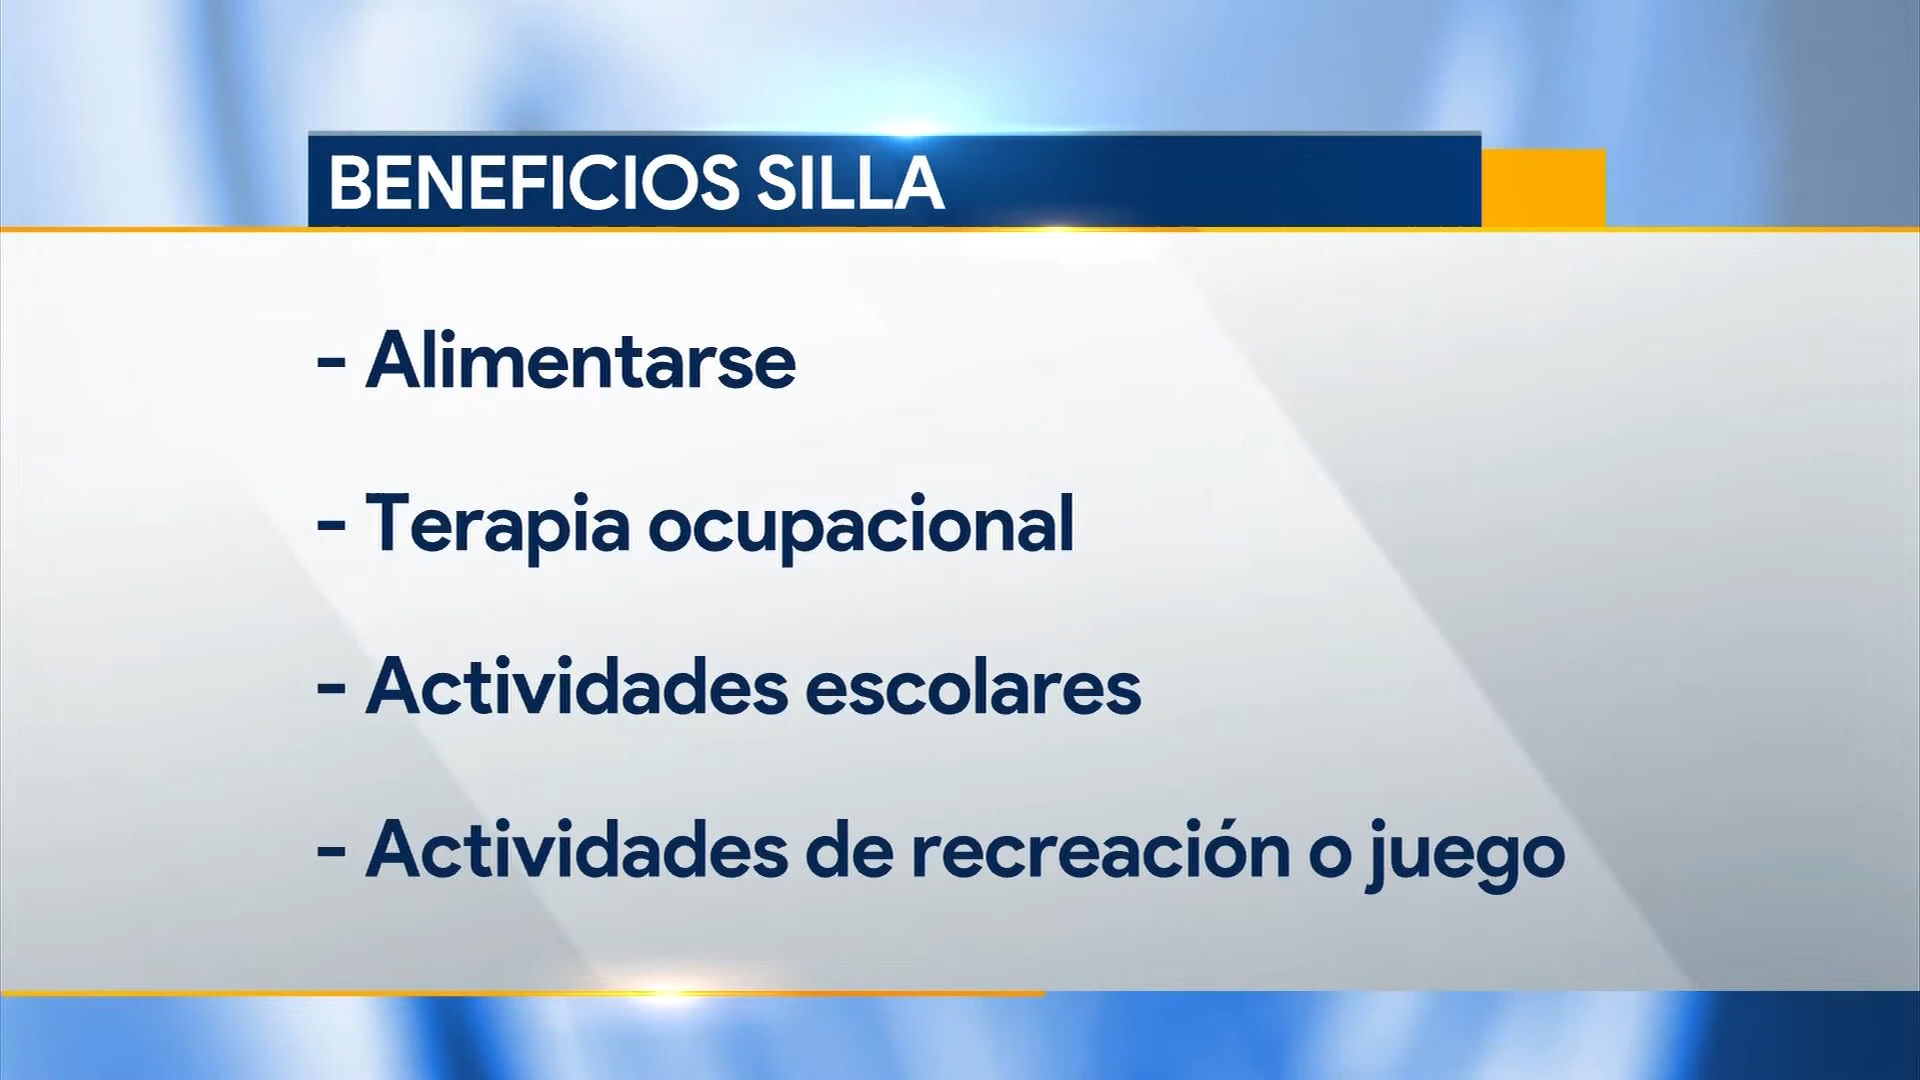 BENEFICIOS SILLA
- Alimentarse
- Terapia ocupacional
- Actividades escolares
- Actividades de recreación o juego